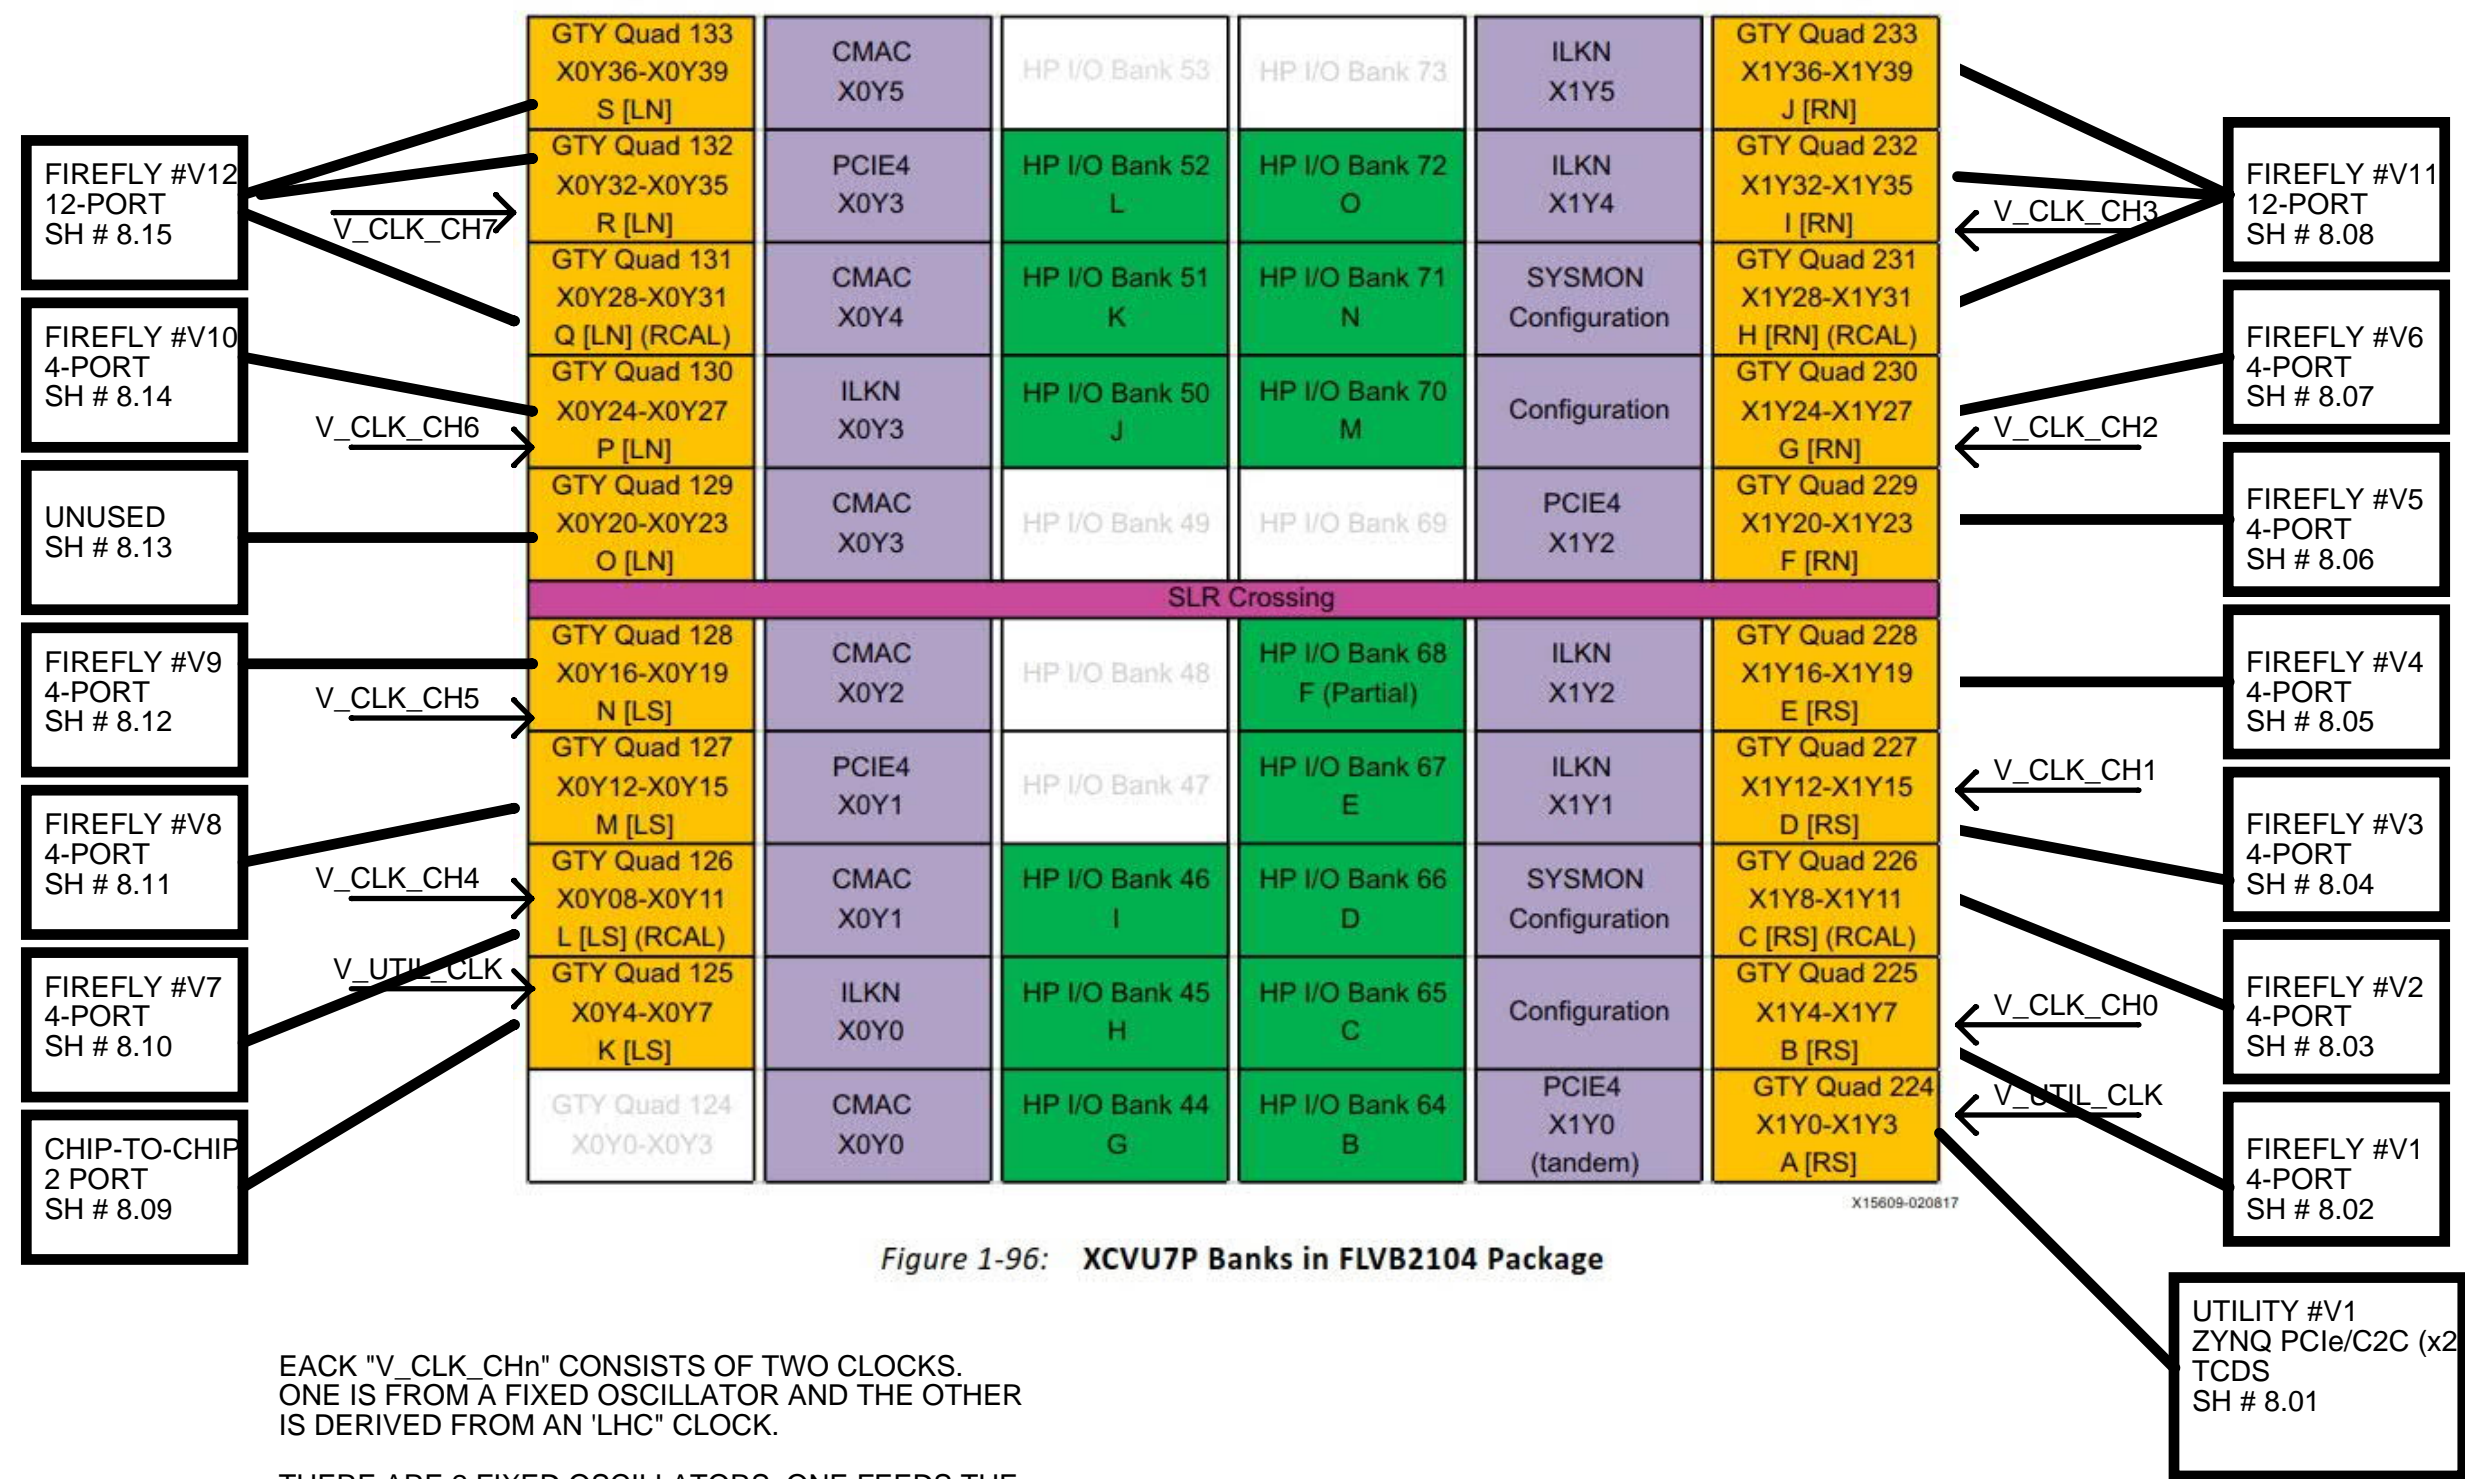 GTY Quad 133
X0Y36-X0Y39
S [LN]
CMAC
X0Y5
HP I/O Bank 53
HP I/O Bank 73
ILKN
X1Y5
GTY Quad 233
X1Y36-X1Y39
J [RN]
GTY Quad 132
X0Y32-X0Y35
R [LN]
PCIE4
X0Y3
HP I/O Bank 52
L
HP I/O Bank 72
O
ILKN
X1Y4
GTY Quad 232
X1Y32-X1Y35
I [RN]
GTY Quad 131
X0Y28-X0Y31
Q [LN] (RCAL)
CMAC
X0Y4
HP I/O Bank 51
K
HP I/O Bank 71
N
SYSMON
Configuration
GTY Quad 231
X1Y28-X1Y31
H [RN] (RCAL)
GTY Quad 130
X0Y24-X0Y27
P [LN]
ILKN
X0Y3
HP I/O Bank 50
J
HP I/O Bank 70
M
Configuration
GTY Quad 230
X1Y24-X1Y27
G [RN]
GTY Quad 129
X0Y20-X0Y23
O [LN]
CMAC
X0Y3
HP I/O Bank 49
HP I/O Bank 69
PCIE4
X1Y2
GTY Quad 229
X1Y20-X1Y23
F [RN]
SLR Crossing
GTY Quad 128
X0Y16-X0Y19
N [LS]
CMAC
X0Y2
HP I/O Bank 48
HP I/O Bank 68
F (Partial)
ILKN
X1Y2
GTY Quad 228
X1Y16-X1Y19
E [RS]
GTY Quad 127
X0Y12-X0Y15
M [LS]
PCIE4
X0Y1
HP I/O Bank 47
HP I/O Bank 67
E
ILKN
X1Y1
GTY Quad 227
X1Y12-X1Y15
D [RS]
GTY Quad 126
X0Y08-X0Y11
L [LS] (RCAL)
CMAC
X0Y1
HP I/O Bank 46
I
HP I/O Bank 66
D
SYSMON
Configuration
GTY Quad 226
X1Y8-X1Y11
C [RS] (RCAL)
GTY Quad 125
X0Y4-X0Y7
K [LS]
ILKN
X0Y0
HP I/O Bank 45
H
HP I/O Bank 65
C
Configuration
GTY Quad 225
X1Y4-X1Y7
B [RS]
GTY Quad 124
X0Y0-X0Y3
CMAC
X0Y0
HP I/O Bank 44
G
HP I/O Bank 64
B
PCIE4
X1Y0
(tandem)
GTY Quad 224
X1Y0-X1Y3
A [RS]
X15609-020817
FIREFLY #V12
12-PORT
SH # 8.15
V_CLK_CH7
FIREFLY #V10
4-PORT
SH # 8.14
V_CLK_CH6
UNUSED
SH # 8.13
FIREFLY #V9
4-PORT
SH # 8.12
V_CLK_CH5
FIREFLY #V8
4-PORT
SH # 8.11
V_CLK_CH4
FIREFLY #V7
4-PORT
SH # 8.10
V_UTIL_CLK
CHIP-TO-CHIP
2 PORT
SH # 8.09
FIREFLY #V11
12-PORT
SH # 8.08
V_CLK_CH3
FIREFLY #V6
4-PORT
SH # 8.07
V_CLK_CH2
FIREFLY #V5
4-PORT
SH # 8.06
FIREFLY #V4
4-PORT
SH # 8.05
V_CLK_CH1
FIREFLY #V3
4-PORT
SH # 8.04
FIREFLY #V2
4-PORT
SH # 8.03
V_CLK_CH0
V_UTIL_CLK
FIREFLY #V1
4-PORT
SH # 8.02
UTILITY #V1
ZYNQ PCIe/C2C (x2
TCDS
SH # 8.01
Figure 1-96: XCVU7P Banks in FLVB2104 Package
EACK "V_CLK_CHn" CONSISTS OF TWO CLOCKS.
ONE IS FROM A FIXED OSCILLATOR AND THE OTHER
IS DERIVED FROM AN 'LHC" CLOCK.
THERE ARE 2 FIXED OSCILLATORS. ONE FEEDS THE